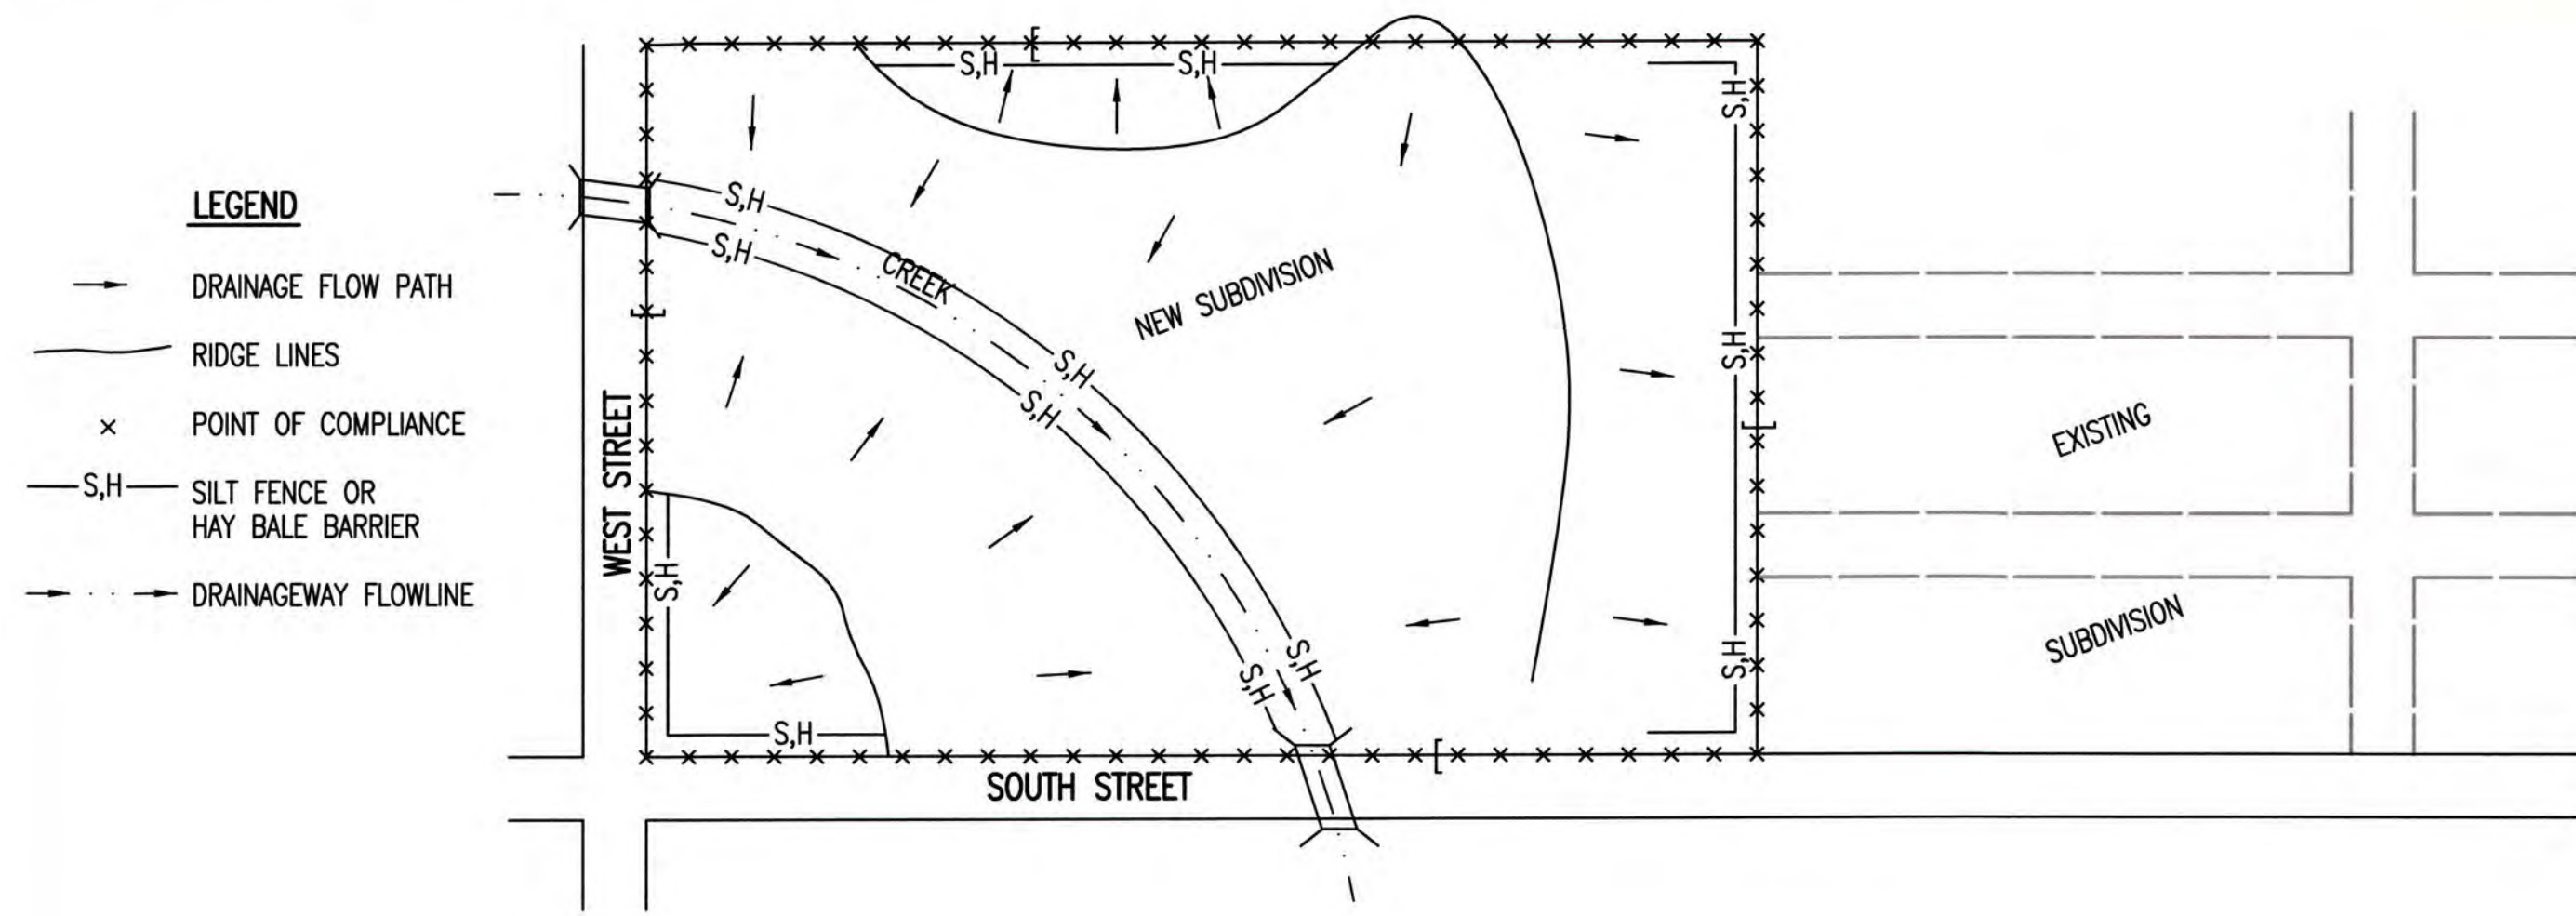 LEGEND
DRAINAGE FLOW PATH
RIDGE LINES
× POINT OF COMPLIANCE
S,H SILT FENCE OR
HAY BALE BARRIER
DRAINAGEWAY FLOWLINE
S,H
S,H
S,H
S,H
S,H
CREEK
NEW SUBDIVISION
S,H
S,H
S,H
WEST STREET
EXISTING
S,H
S,H
S,H
S,H
S,H
SUBDIVISION
S,H
SOUTH STREET